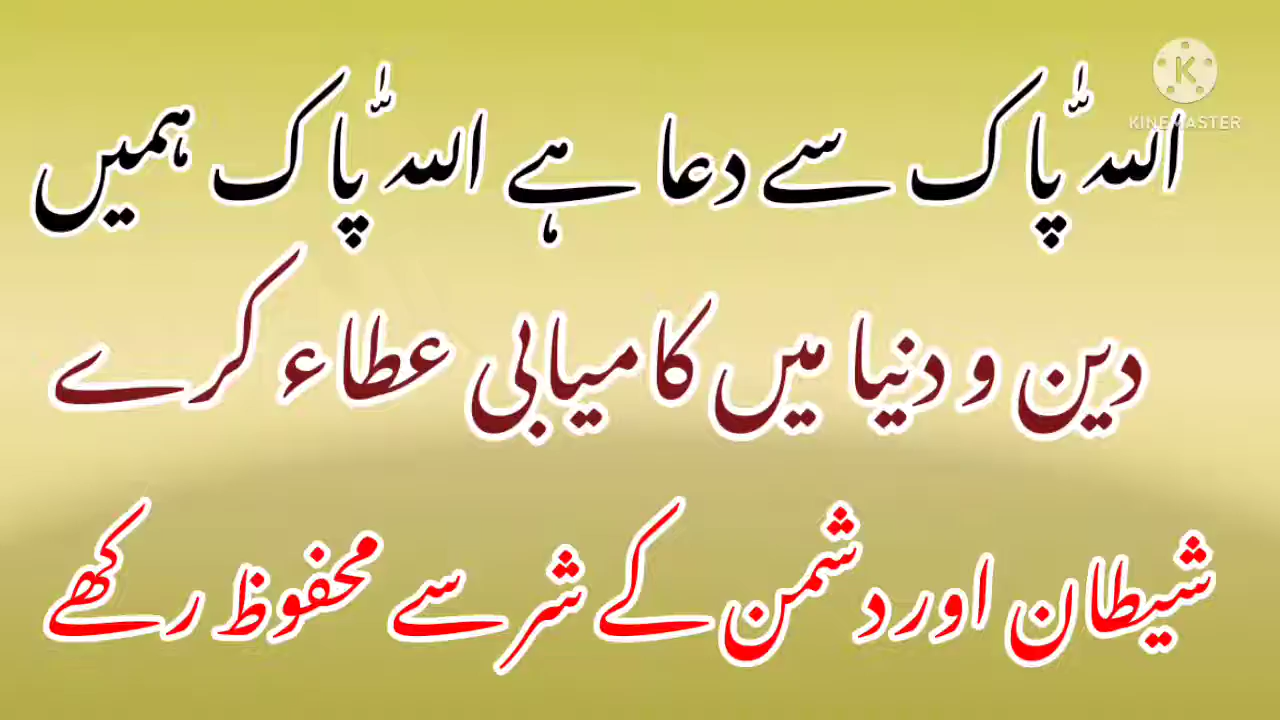 KINEMASTER
اللہ پاک سے دعا ہے اللہ پاک ہمیں
دین و دنیا میں کامیابی عطاء کرے
شیطان اور دشمن کے شر سے محفوظ رکھے